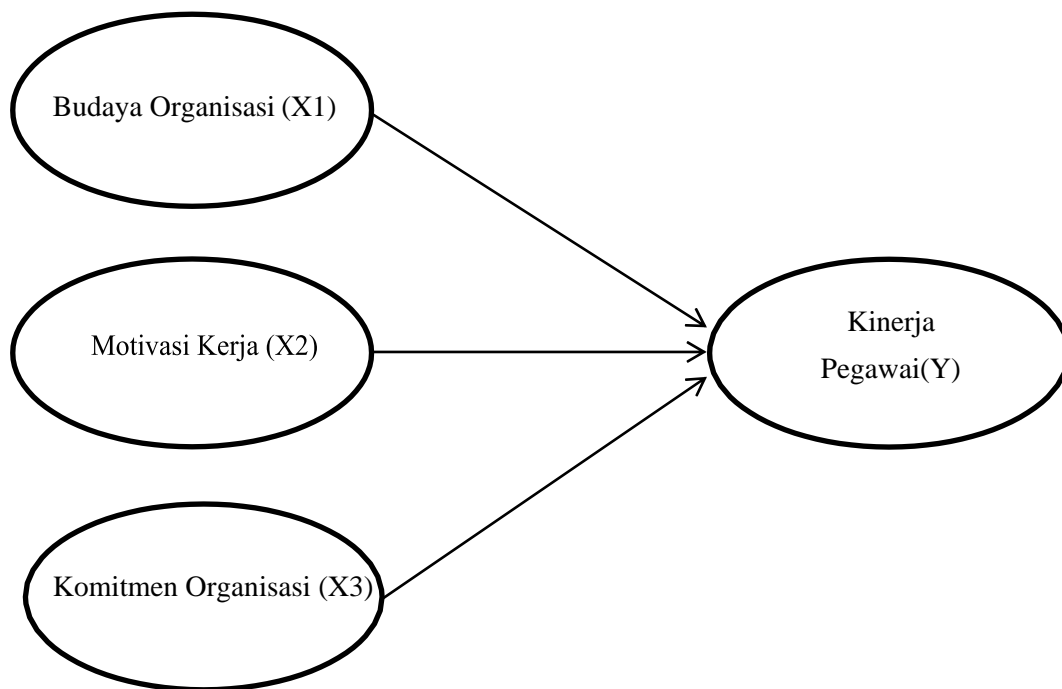 Budaya Organisasi (X1)
Motivasi Kerja (X2)
Kinerja
Pegawai(Y)
Komitmen Organisasi (X3)